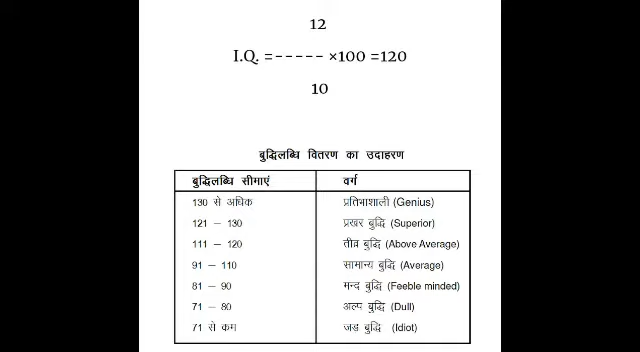 12
I.Q. =----- ×100 =120
10
बुद्धिलब्धि वितरण का उदाहरण
बुद्धिलब्धि सीमाएं वर्ग
130 से अधिक प्रतिभाशाली (Genius)
121 – 130 प्रखर बुद्धि (Superior)
111 – 120 तीव्र बुद्धि (Above Average)
91 – 110 सामान्य बुद्धि (Average)
81 – 90 मन्द बुद्धि (Feeble minded)
71 – 80 अल्प बुद्धि (Dull)
71 से कम जड बुद्धि (Idiot)